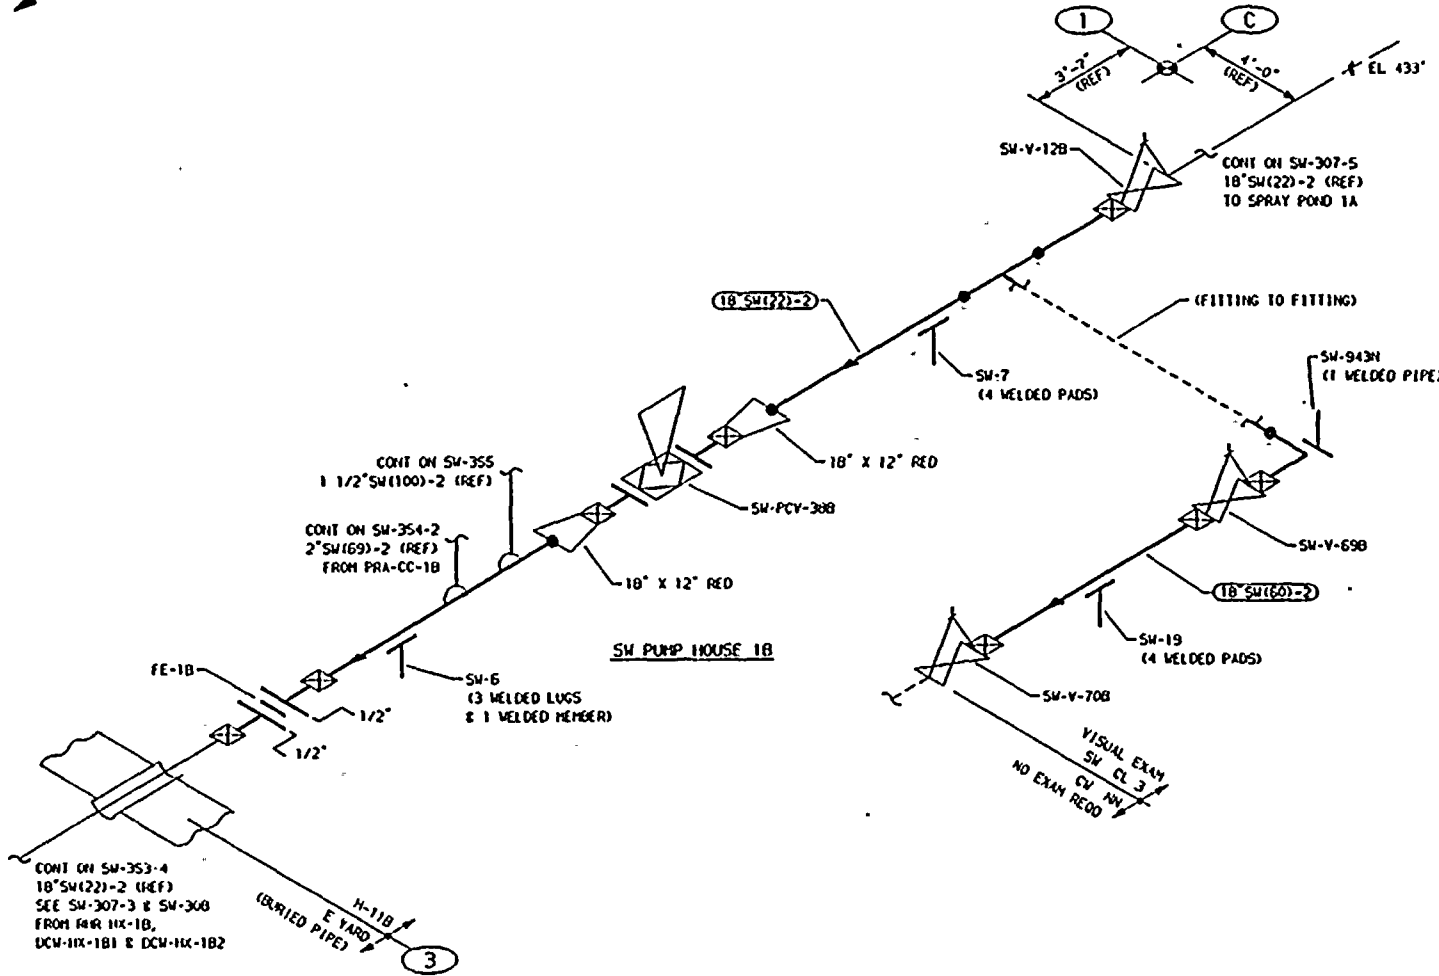 1
C
3'-7"
(REF)
4'-0"
(REF)
EL 433'
SW-V-12B
CONT ON SW-307-5
18"SW(22)-2 (REF)
TO SPRAY POND 1A
18"SW(22)-2
(FITTING TO FITTING)
SW-7
(4 WELDED PADS)
SW-943N
(1 WELDED PIPE)
18" X 12" RED
CONT ON SW-355
1 1/2"SW(100)-2 (REF)
SW-PCV-38B
CONT ON SW-354-2
2"SW(69)-2 (REF)
FROM PRA-CC-1B
18" X 12" RED
SW-V-69B
18"SW(60)-2
SW PUMP HOUSE 1B
SW-19
(4 WELDED PADS)
FE-1B
SW-6
(3 WELDED LUGS
& 1 WELDED MEMBER)
SW-V-70B
1/2"
1/2"
VISUAL EXAM
SW CL 3
CW NN
NO EXAM REQD
CONT ON SW-353-4
18"SW(22)-2 (REF)
SEE SW-307-3 & SW-308
FROM RHR HX-1B,
DCW-HX-1B1 & DCW-HX-1B2
H-11B
E YARD
(BURIED PIPE)
3